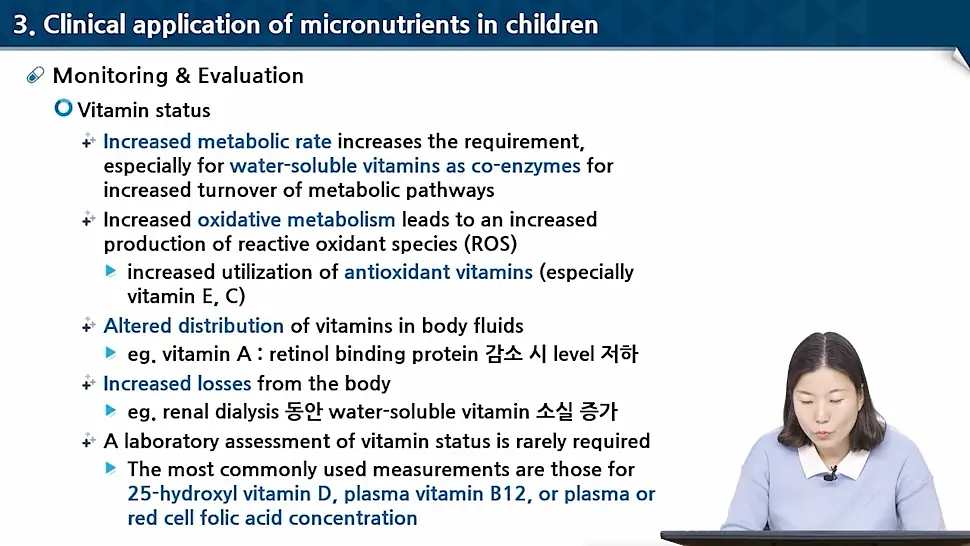 3. Clinical application of micronutrients in children
Monitoring & Evaluation
Vitamin status
Increased metabolic rate increases the requirement,
especially for water-soluble vitamins as co-enzymes for
increased turnover of metabolic pathways
Increased oxidative metabolism leads to an increased
production of reactive oxidant species (ROS)
increased utilization of antioxidant vitamins (especially
vitamin E, C)
Altered distribution of vitamins in body fluids
eg. vitamin A : retinol binding protein 감소 시 level 저하
Increased losses from the body
eg. renal dialysis 동안 water-soluble vitamin 소실 증가
A laboratory assessment of vitamin status is rarely required
The most commonly used measurements are those for
25-hydroxyl vitamin D, plasma vitamin B12, or plasma or
red cell folic acid concentration